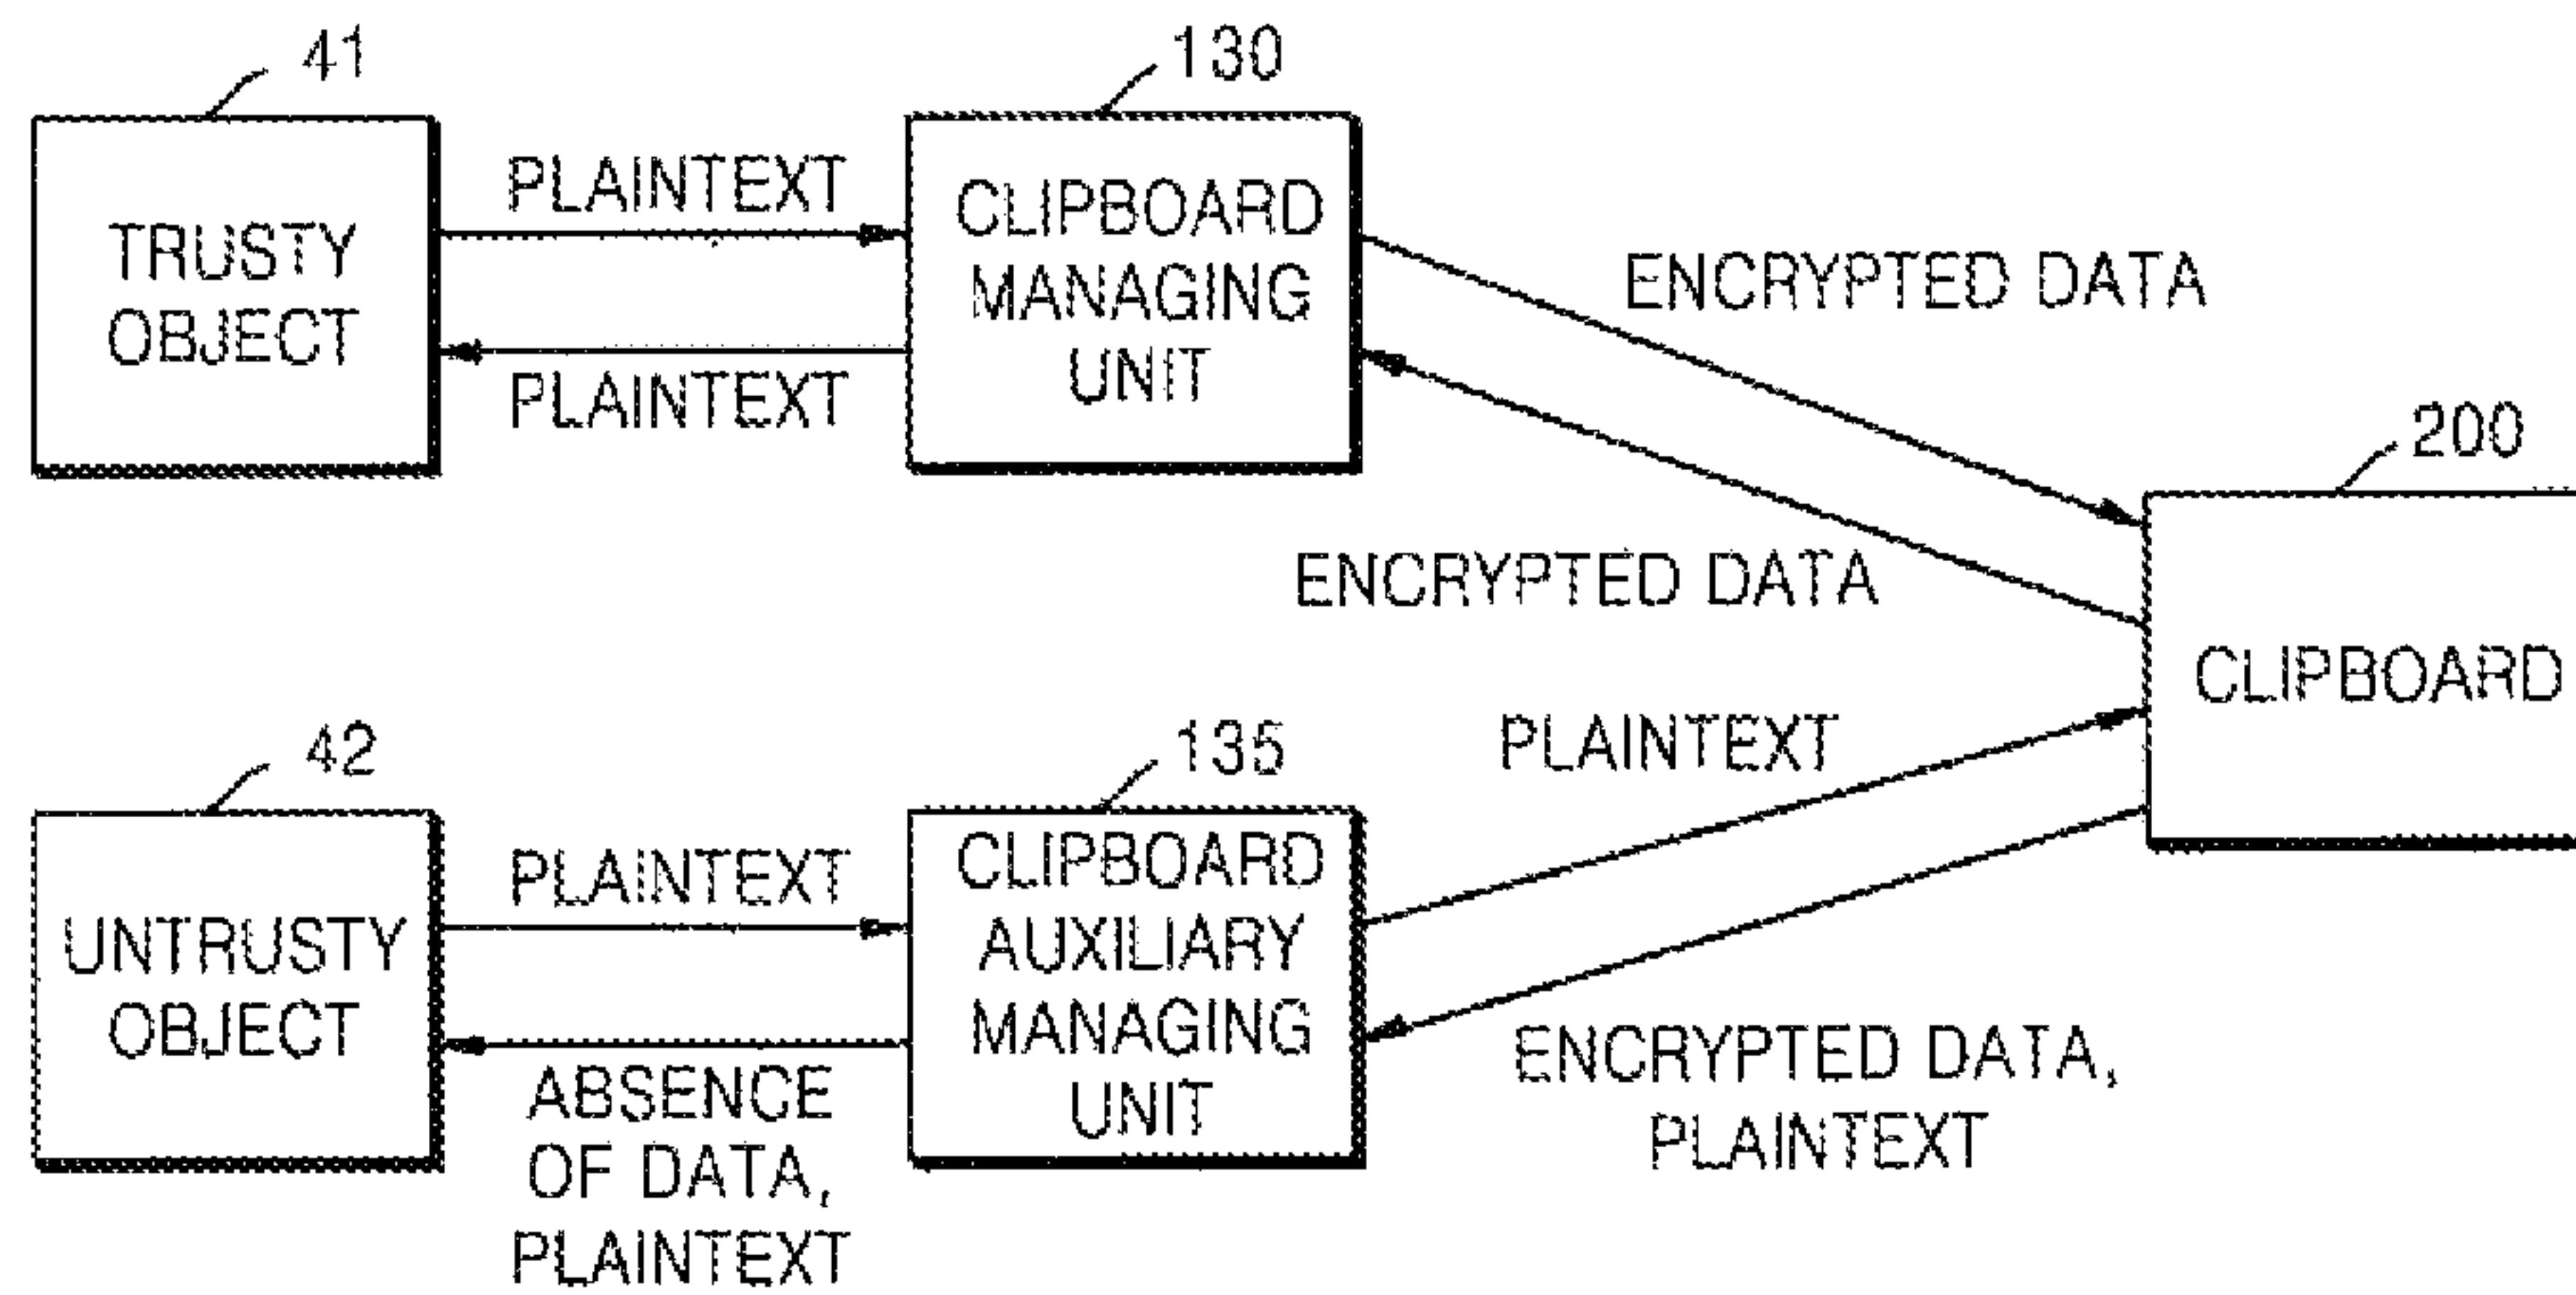 41
130
TRUSTY
OBJECT
PLAINTEXT
PLAINTEXT
CLIPBOARD
MANAGING
UNIT
ENCRYPTED DATA
ENCRYPTED DATA
200
CLIPBOARD
42
135
UNTRUSTY
OBJECT
PLAINTEXT
ABSENCE
OF DATA,
PLAINTEXT
CLIPBOARD
AUXILIARY
MANAGING
UNIT
PLAINTEXT
ENCRYPTED DATA,
PLAINTEXT